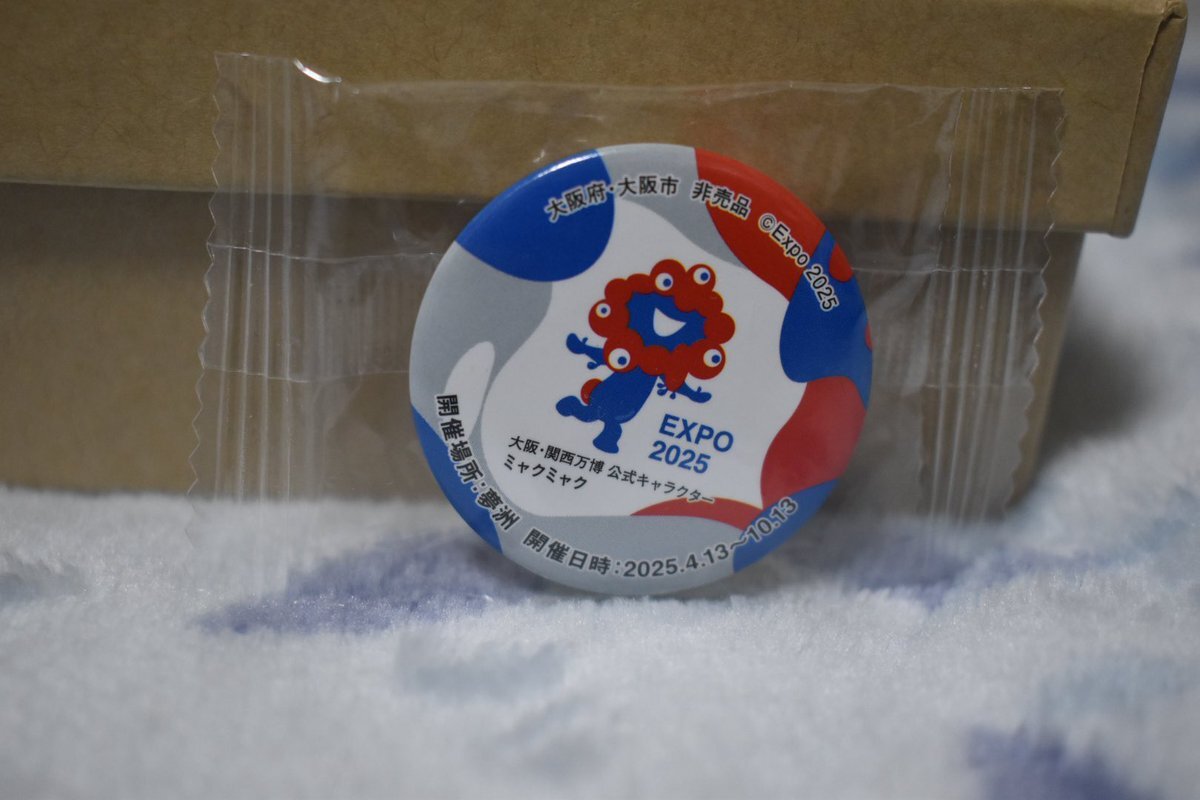 大阪府・大阪市 非売品 ©Expo 2025
EXPO
2025
大阪・関西万博 公式キャラクター
ミャクミャク
開催場所：夢洲 開催日時：2025.4.13～10.13